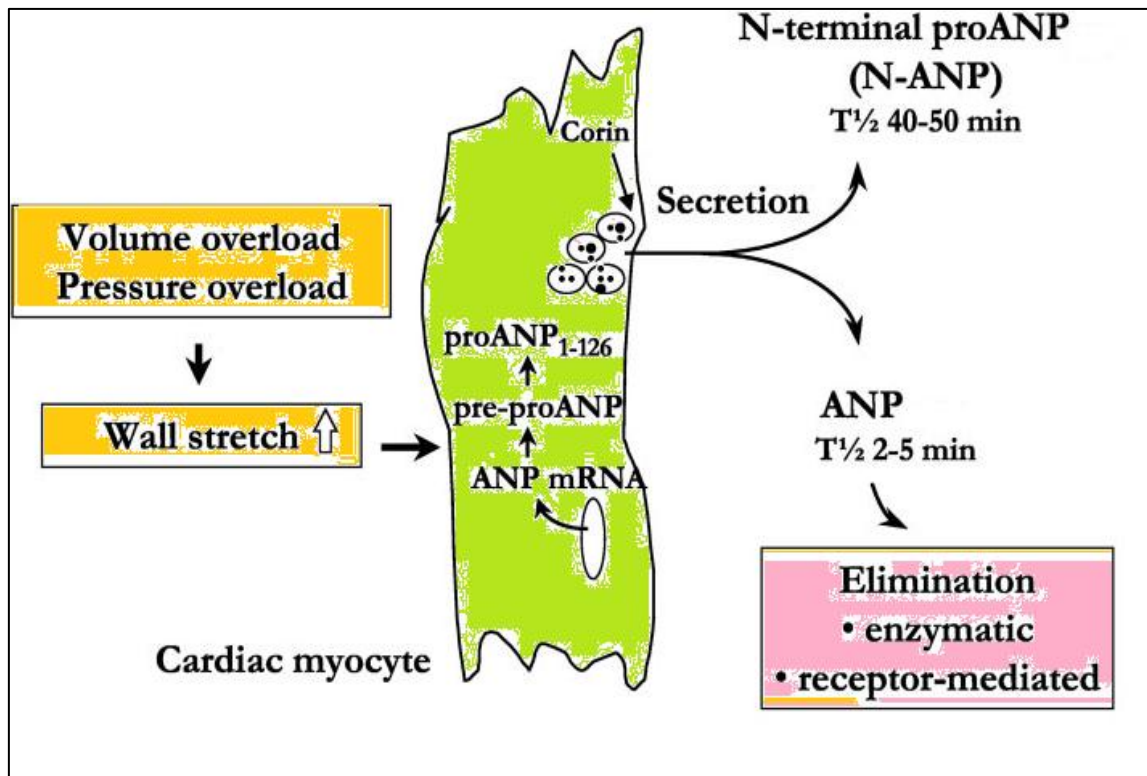 N-terminal proANP
(N-ANP)
T½ 40-50 min
Corin
Secretion
Volume overload
Pressure overload
proANP1-126
pre-proANP
Wall stretch
ANP mRNA
ANP
T½ 2-5 min
Elimination
• enzymatic
• receptor-mediated
Cardiac myocyte